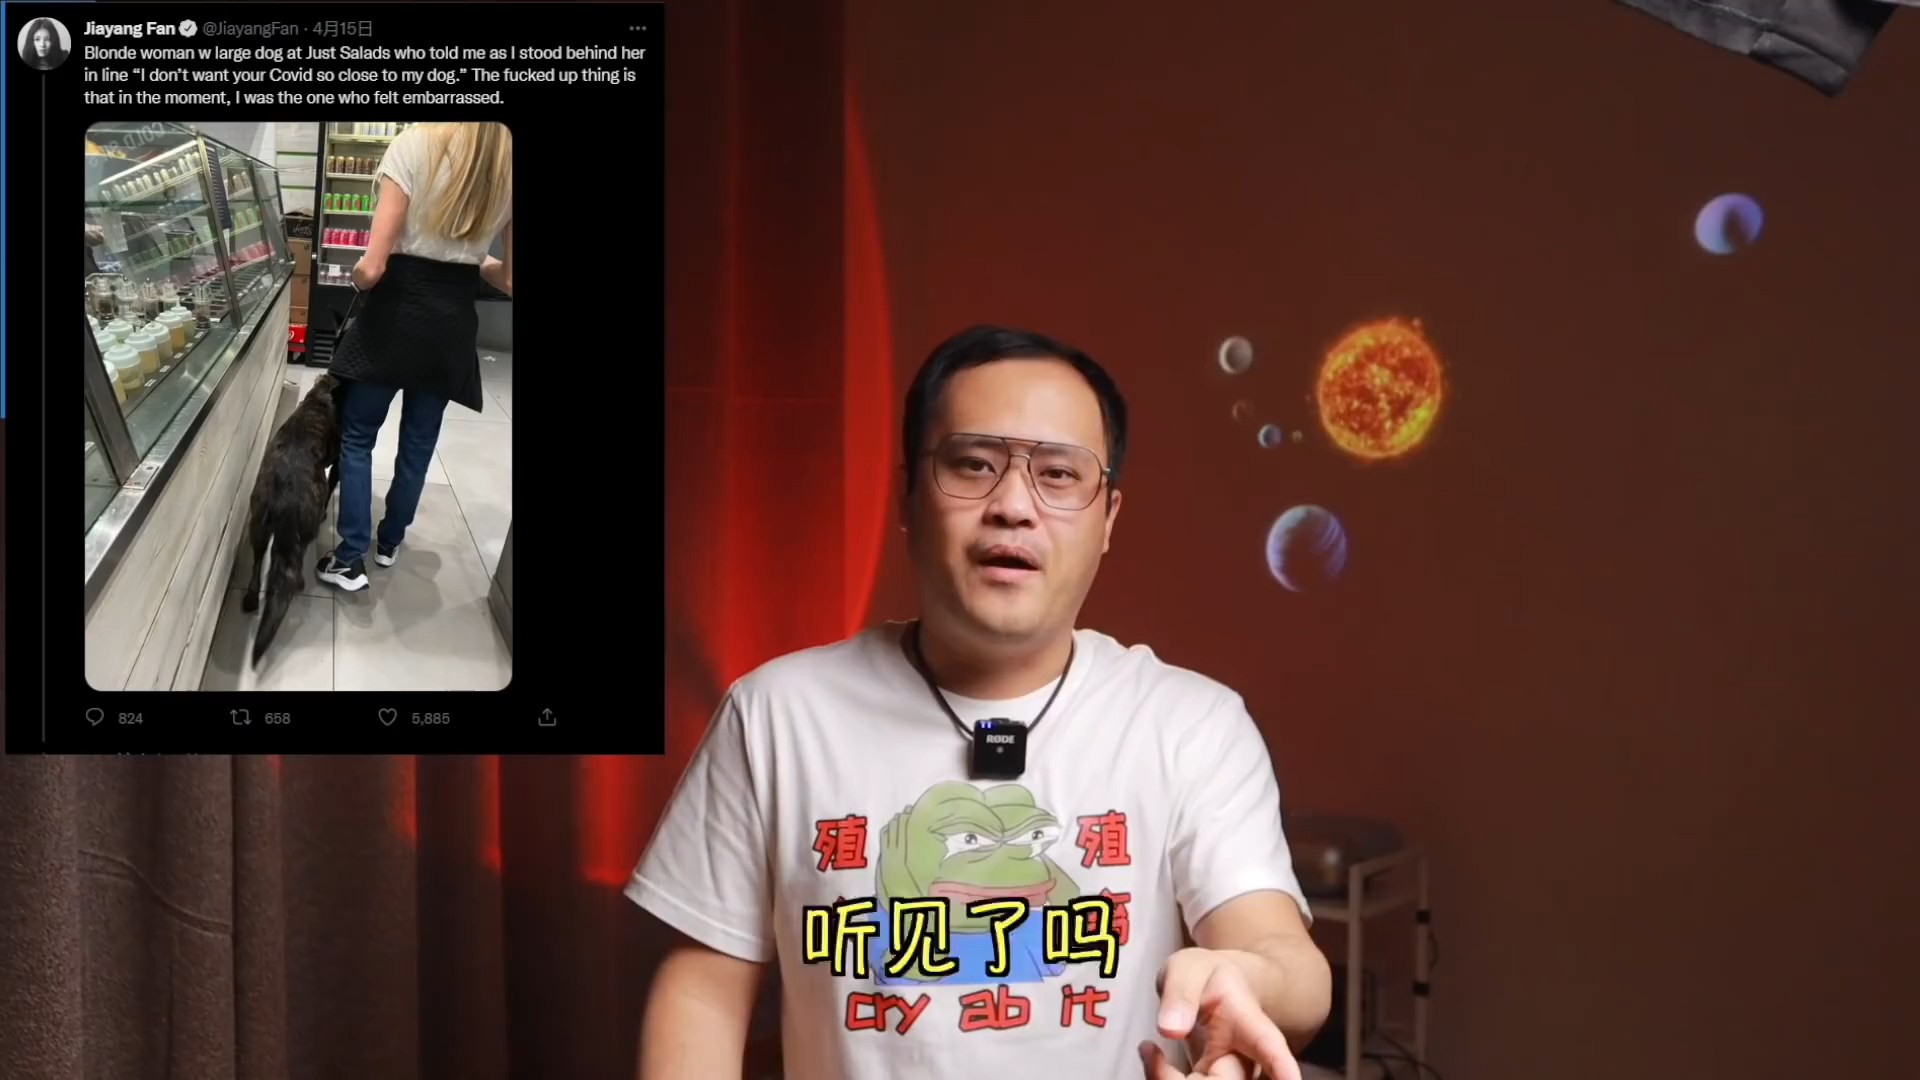 Jiayang Fan @JiayangFan · 4月15日
Blonde woman w large dog at Just Salads who told me as I stood behind her
in line “I don’t want your Covid so close to my dog.” The fucked up thing is
that in the moment, I was the one who felt embarrassed.
824 658 5,885
RØDE
殖 殖
听见了吗
cry ab it